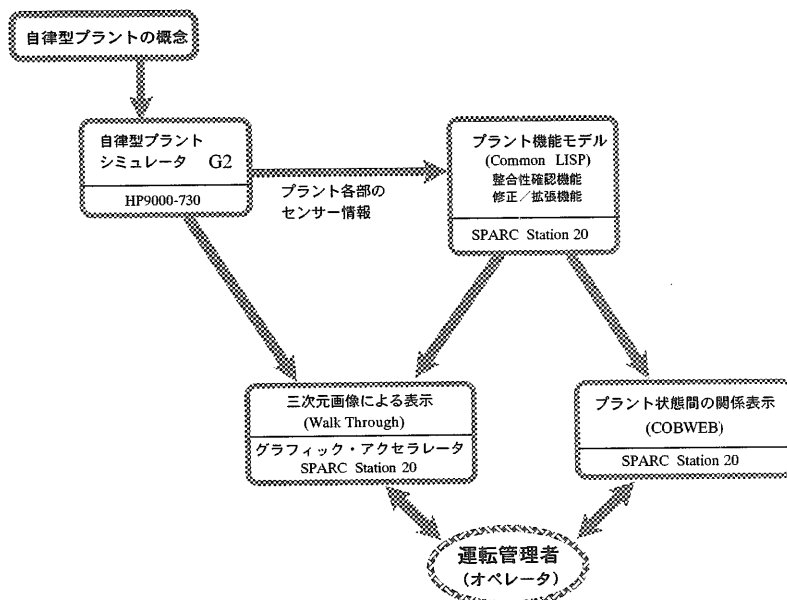 自律型プラントの概念
自律型プラント
シミュレータ G2
HP9000-730
プラント各部の
センサー情報
プラント機能モデル
(Common LISP)
整合性確認機能
修正／拡張機能
SPARC Station 20
三次元画像による表示
(Walk Through)
グラフィック・アクセラレータ
SPARC Station 20
プラント状態間の関係表示
(COBWEB)
SPARC Station 20
運転管理者
(オペレータ)